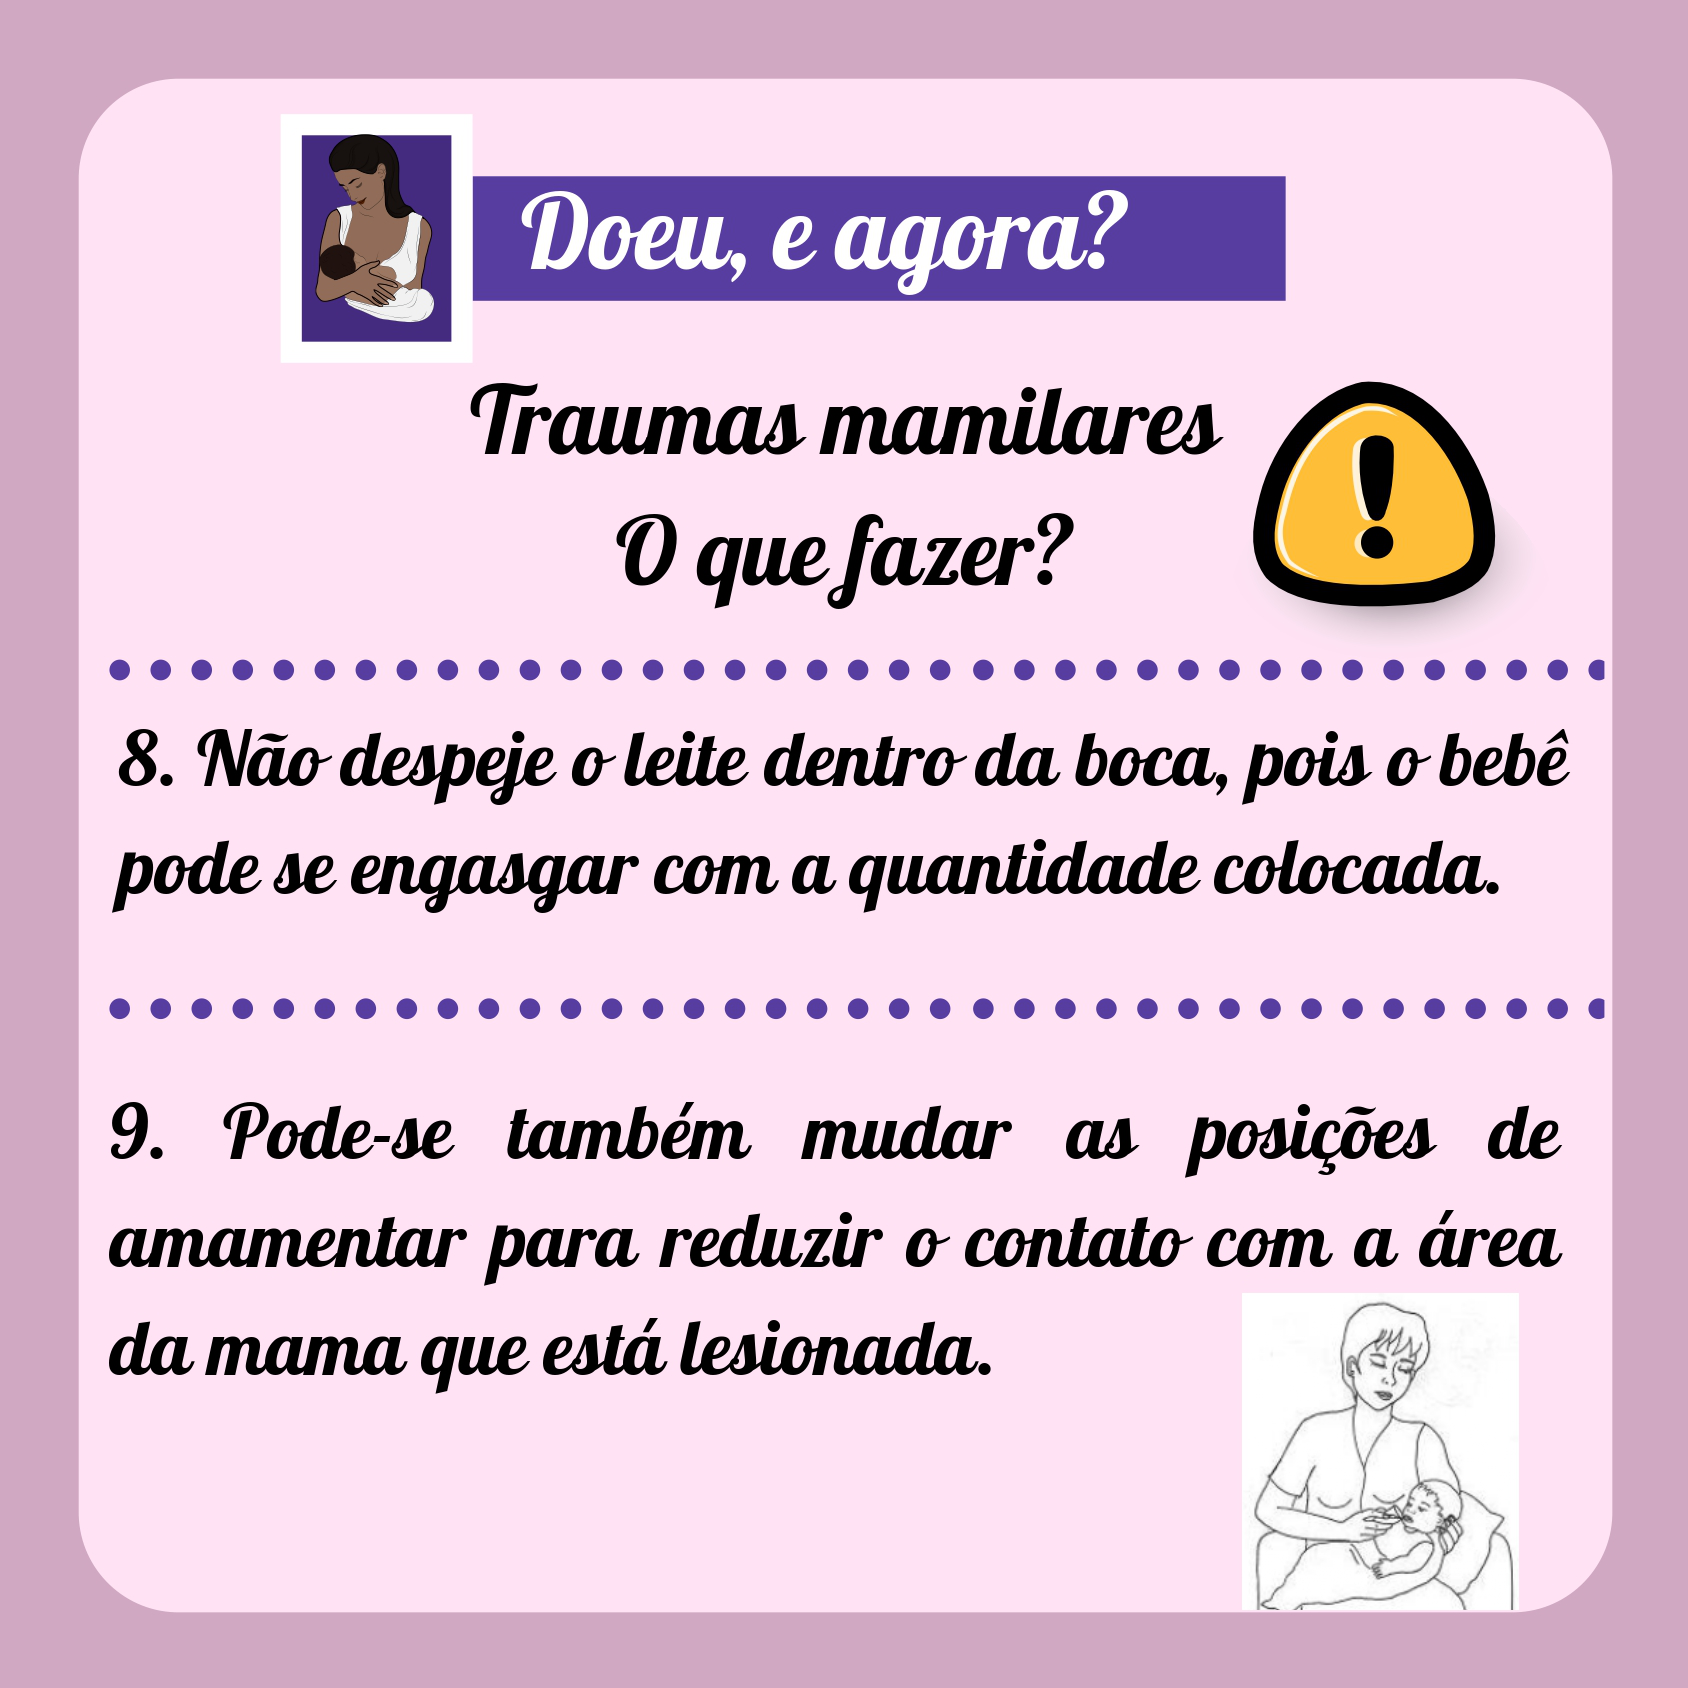 Doeu, e agora?
Traumas mamilares
O que fazer?
8. Não despeje o leite dentro da boca, pois o bebê
pode se engasgar com a quantidade colocada.
9. Pode-se também mudar as posições de
amamentar para reduzir o contato com a área
da mama que está lesionada.